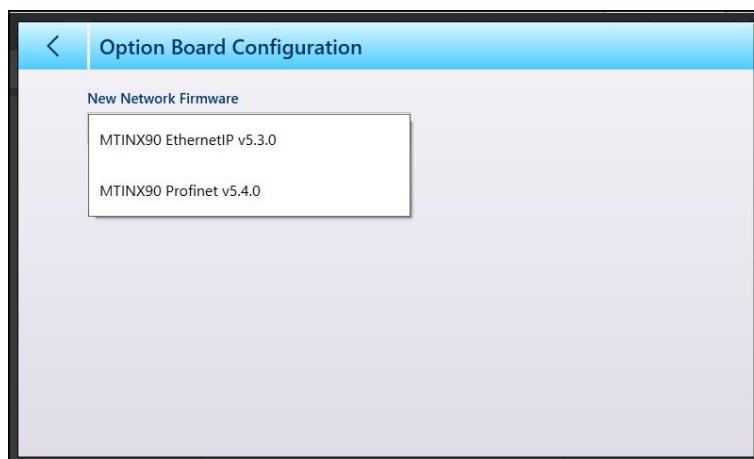 Option Board Configuration
New Network Firmware
MTINX90 EthernetIP v5.3.0
MTINX90 Profinet v5.4.0